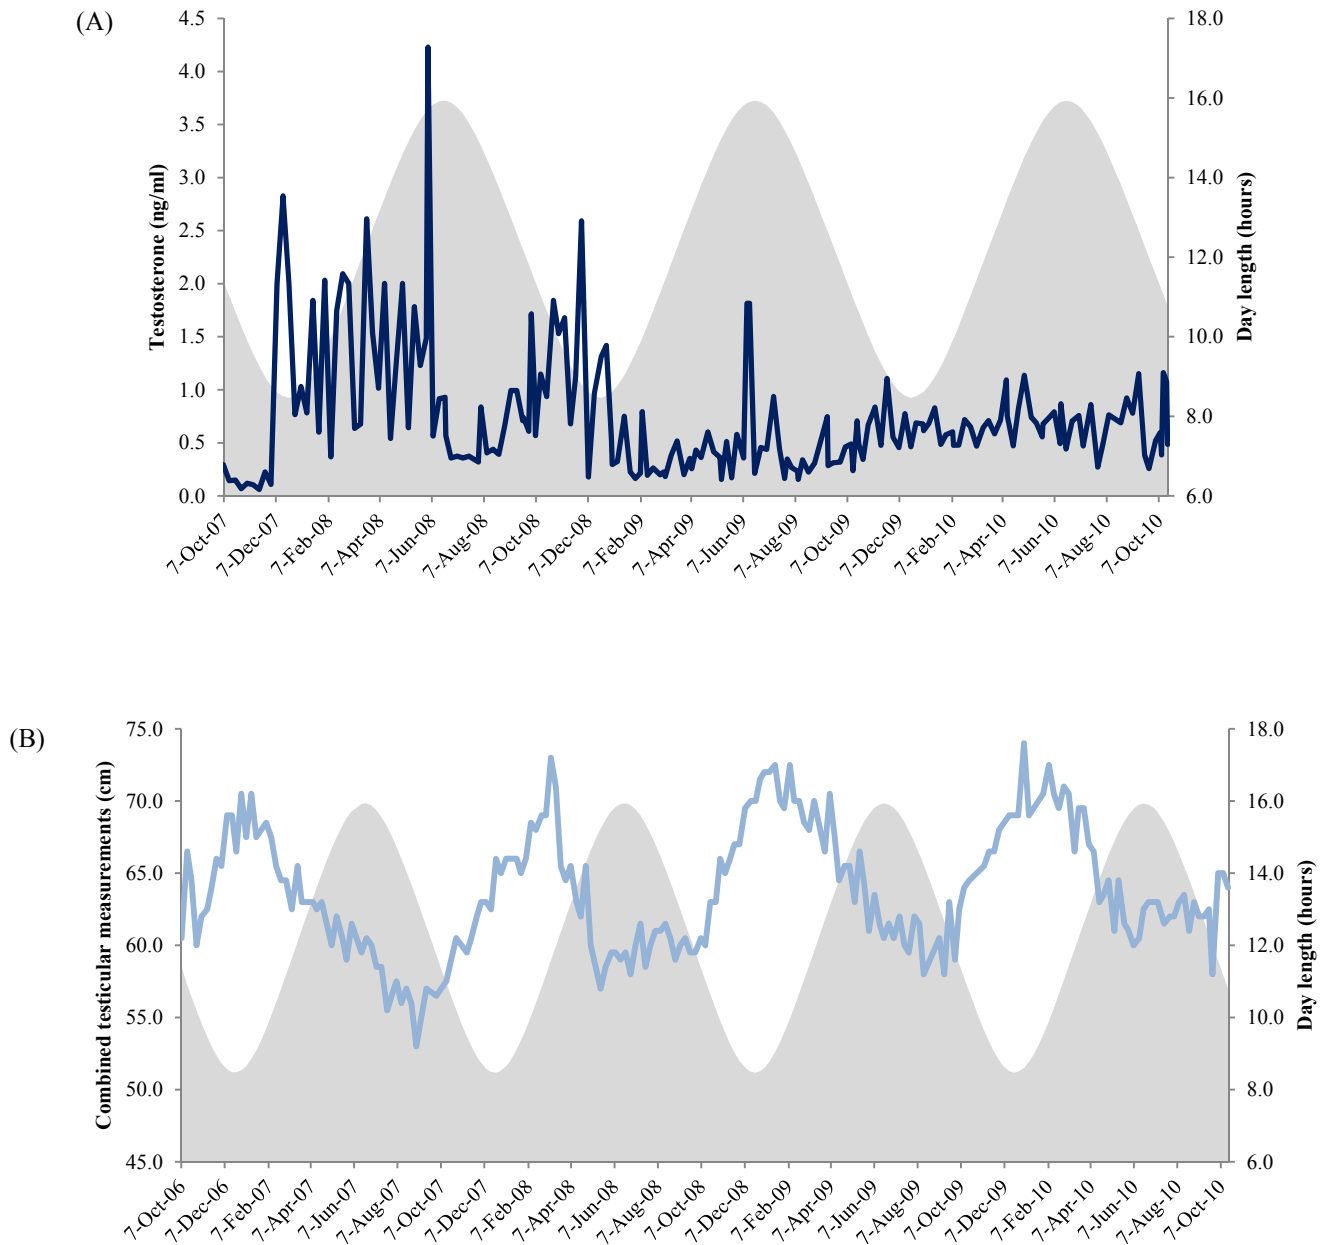 (A)
Testosterone (ng/ml)
4.5
4.0
3.5
3.0
2.5
2.0
1.5
1.0
0.5
0.0
18.0
16.0
14.0
12.0
10.0
8.0
6.0
Day length (hours)
7-Oct-07
7-Dec-07
7-Feb-08
7-Apr-08
7-Jun-08
7-Aug-08
7-Oct-08
7-Dec-08
7-Feb-09
7-Apr-09
7-Jun-09
7-Aug-09
7-Oct-09
7-Dec-09
7-Feb-10
7-Apr-10
7-Jun-10
7-Aug-10
7-Oct-10
(B)
Combined testicular measurements (cm)
75.0
70.0
65.0
60.0
55.0
50.0
45.0
18.0
16.0
14.0
12.0
10.0
8.0
6.0
Day length (hours)
7-Oct-06
7-Dec-06
7-Feb-07
7-Apr-07
7-Jun-07
7-Aug-07
7-Oct-07
7-Dec-07
7-Feb-08
7-Apr-08
7-Jun-08
7-Aug-08
7-Oct-08
7-Dec-08
7-Feb-09
7-Apr-09
7-Jun-09
7-Aug-09
7-Oct-09
7-Dec-09
7-Feb-10
7-Apr-10
7-Jun-10
7-Aug-10
7-Oct-10